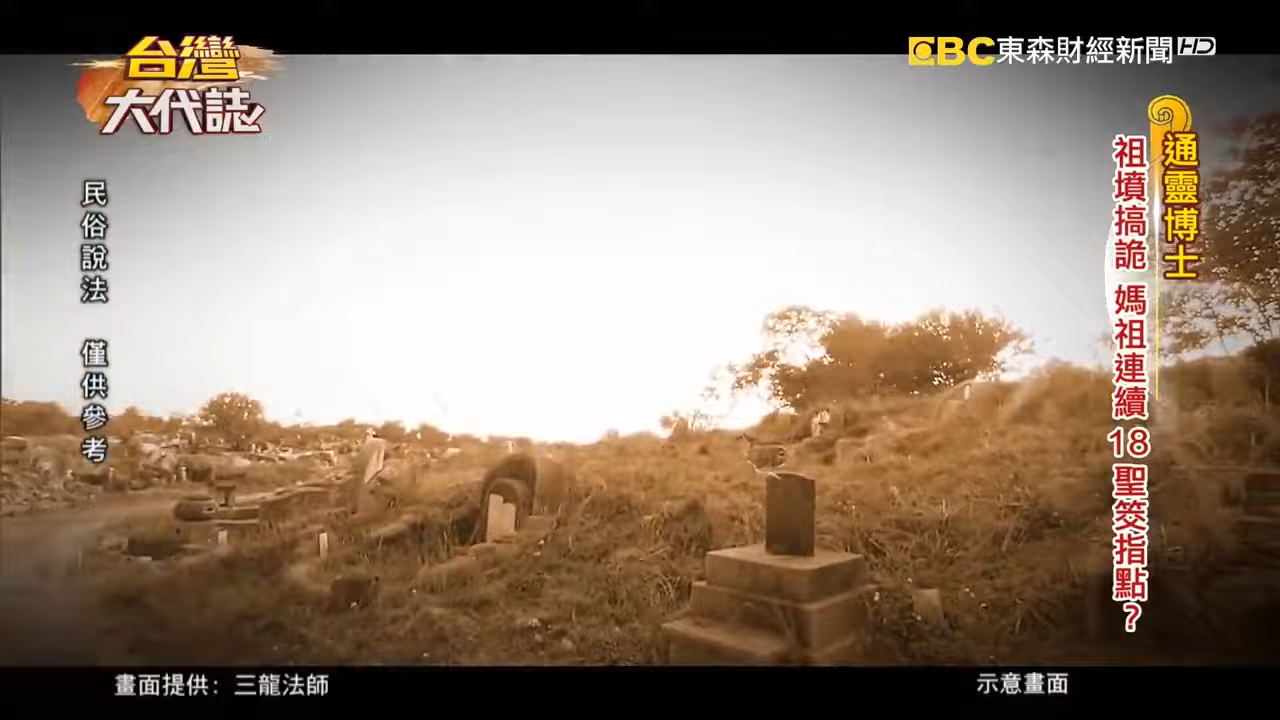 台灣
大代誌
EBC東森財經新聞HD
通靈博士
祖墳搞詭 媽祖連續18聖筊指點？
民俗說法 僅供參考
畫面提供：三龍法師
示意畫面